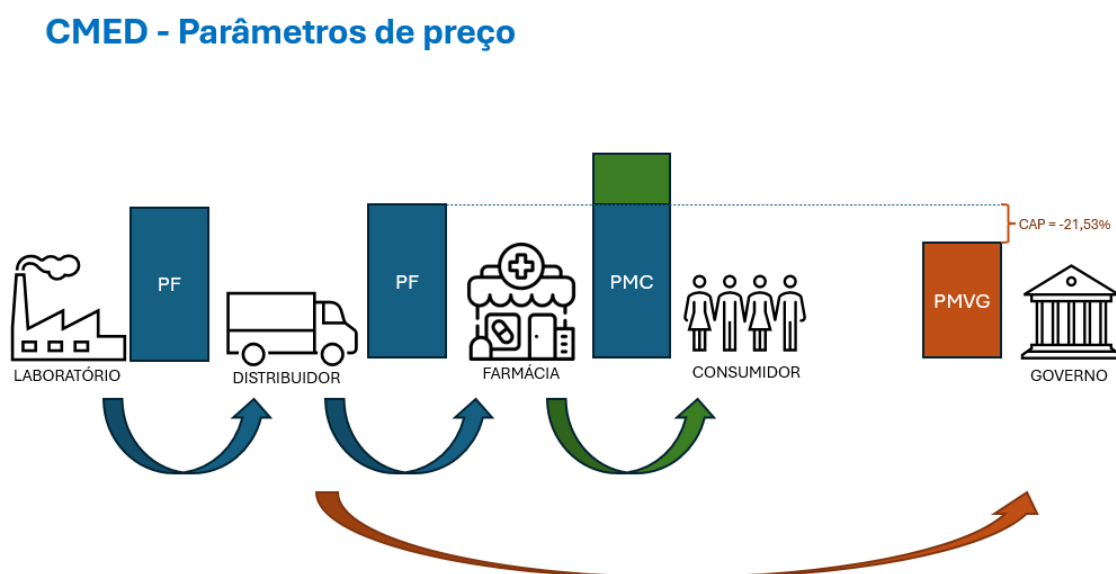 CMED - Parâmetros de preço
CAP = -21,53%
PF
PF
PMC
PMVG
LABORATÓRIO
DISTRIBUIDOR
FARMÁCIA
CONSUMIDOR
GOVERNO